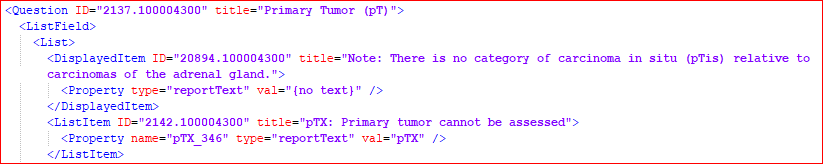 <Question ID="2137.100004300" title="Primary Tumor (pT)">
<ListField>
<List>
<DisplayedItem ID="20894.100004300" title="Note: There is no category of carcinoma in situ (pTis) relative to
carcinomas of the adrenal gland.">
<Property type="reportText" val="{no text}" />
</DisplayedItem>
<ListItem ID="2142.100004300" title="pTX: Primary tumor cannot be assessed">
<Property name="pTX_346" type="reportText" val="pTX" />
</ListItem>